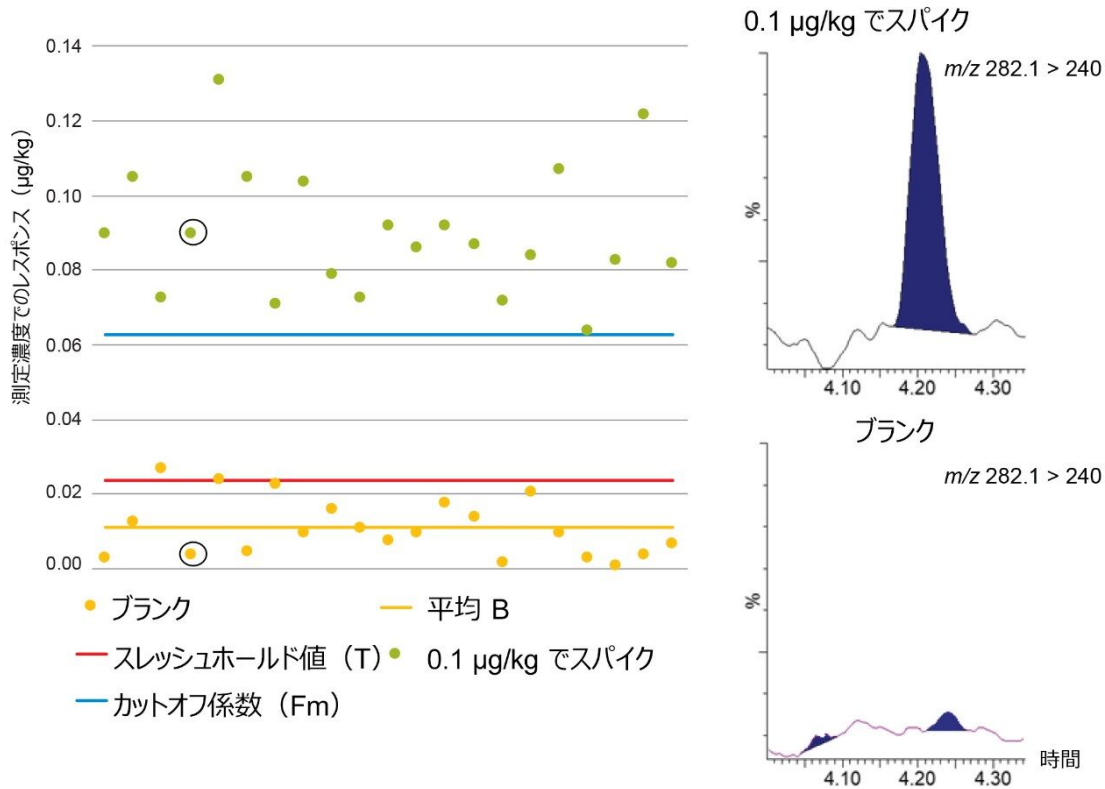 0.14
0.12
0.10
0.08
0.06
0.04
0.02
0.00
測定濃度でのレスポンス（µg/kg）
ブランク
平均 B
スレッシュホールド値（T）
0.1 µg/kg でスパイク
カットオフ係数（Fm）
0.1 µg/kg でスパイク
m/z 282.1 > 240
%
4.10 4.20 4.30
ブランク
m/z 282.1 > 240
%
4.10 4.20 4.30
時間